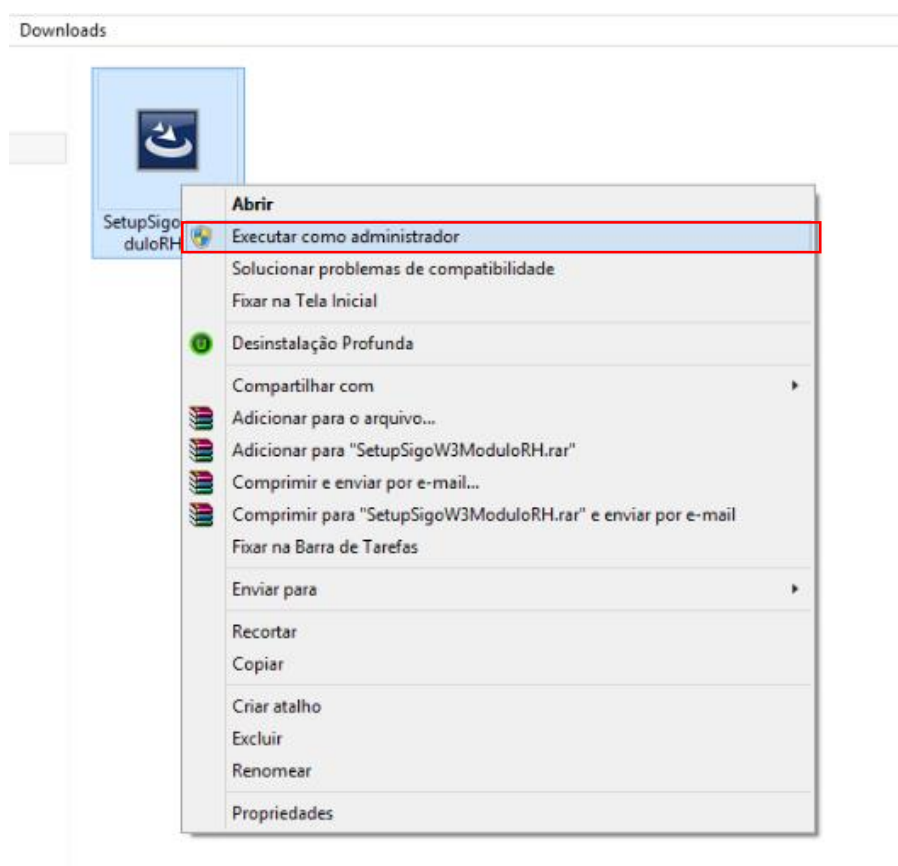 Downloads
SetupSigo
duloRH
Abrir
Executar como administrador
Solucionar problemas de compatibilidade
Fixar na Tela Inicial
Desinstalação Profunda
Compartilhar com
Adicionar para o arquivo...
Adicionar para "SetupSigoW3ModuloRH.rar"
Comprimir e enviar por e-mail...
Comprimir para "SetupSigoW3ModuloRH.rar" e enviar por e-mail
Fixar na Barra de Tarefas
Enviar para
Recortar
Copiar
Criar atalho
Excluir
Renomear
Propriedades